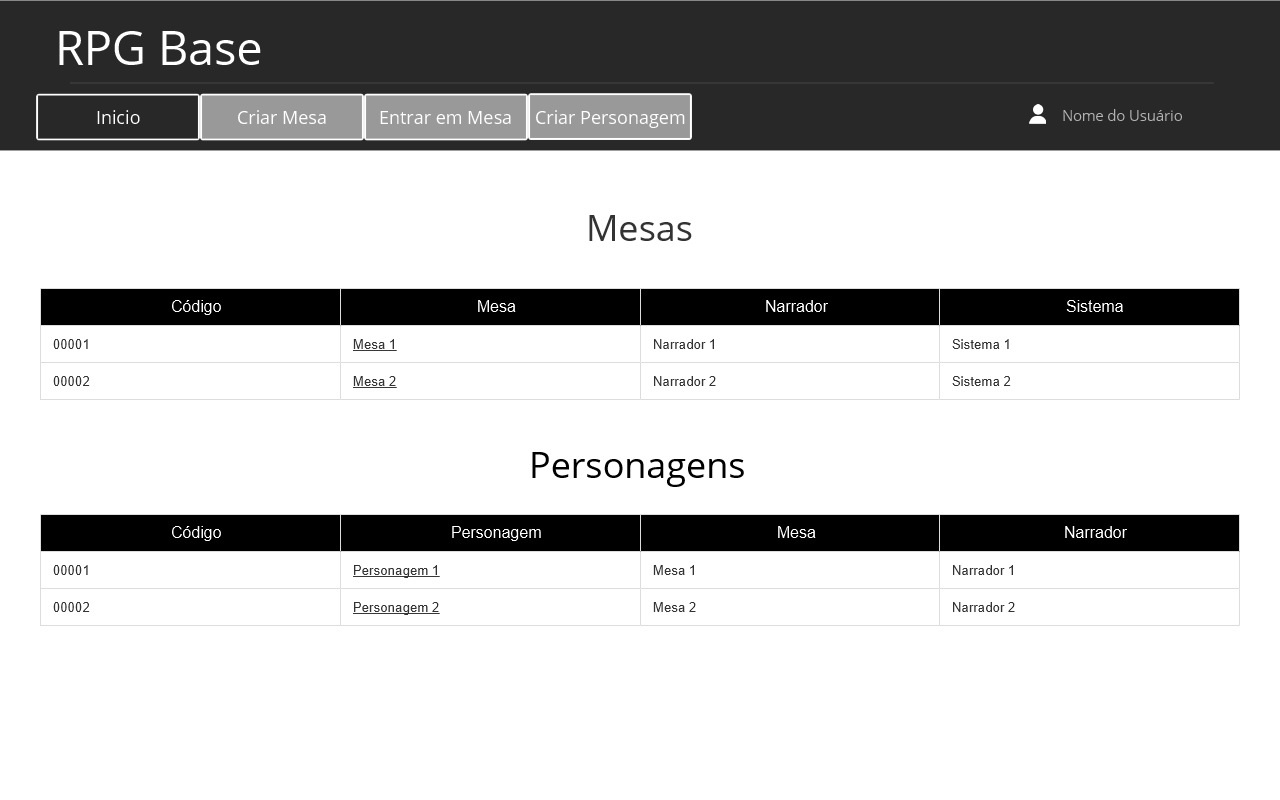 RPG Base
Inicio Criar Mesa Entrar em Mesa Criar Personagem Nome do Usuário
Mesas
Código Mesa Narrador Sistema
00001 Mesa 1 Narrador 1 Sistema 1
00002 Mesa 2 Narrador 2 Sistema 2
Personagens
Código Personagem Mesa Narrador
00001 Personagem 1 Mesa 1 Narrador 1
00002 Personagem 2 Mesa 2 Narrador 2